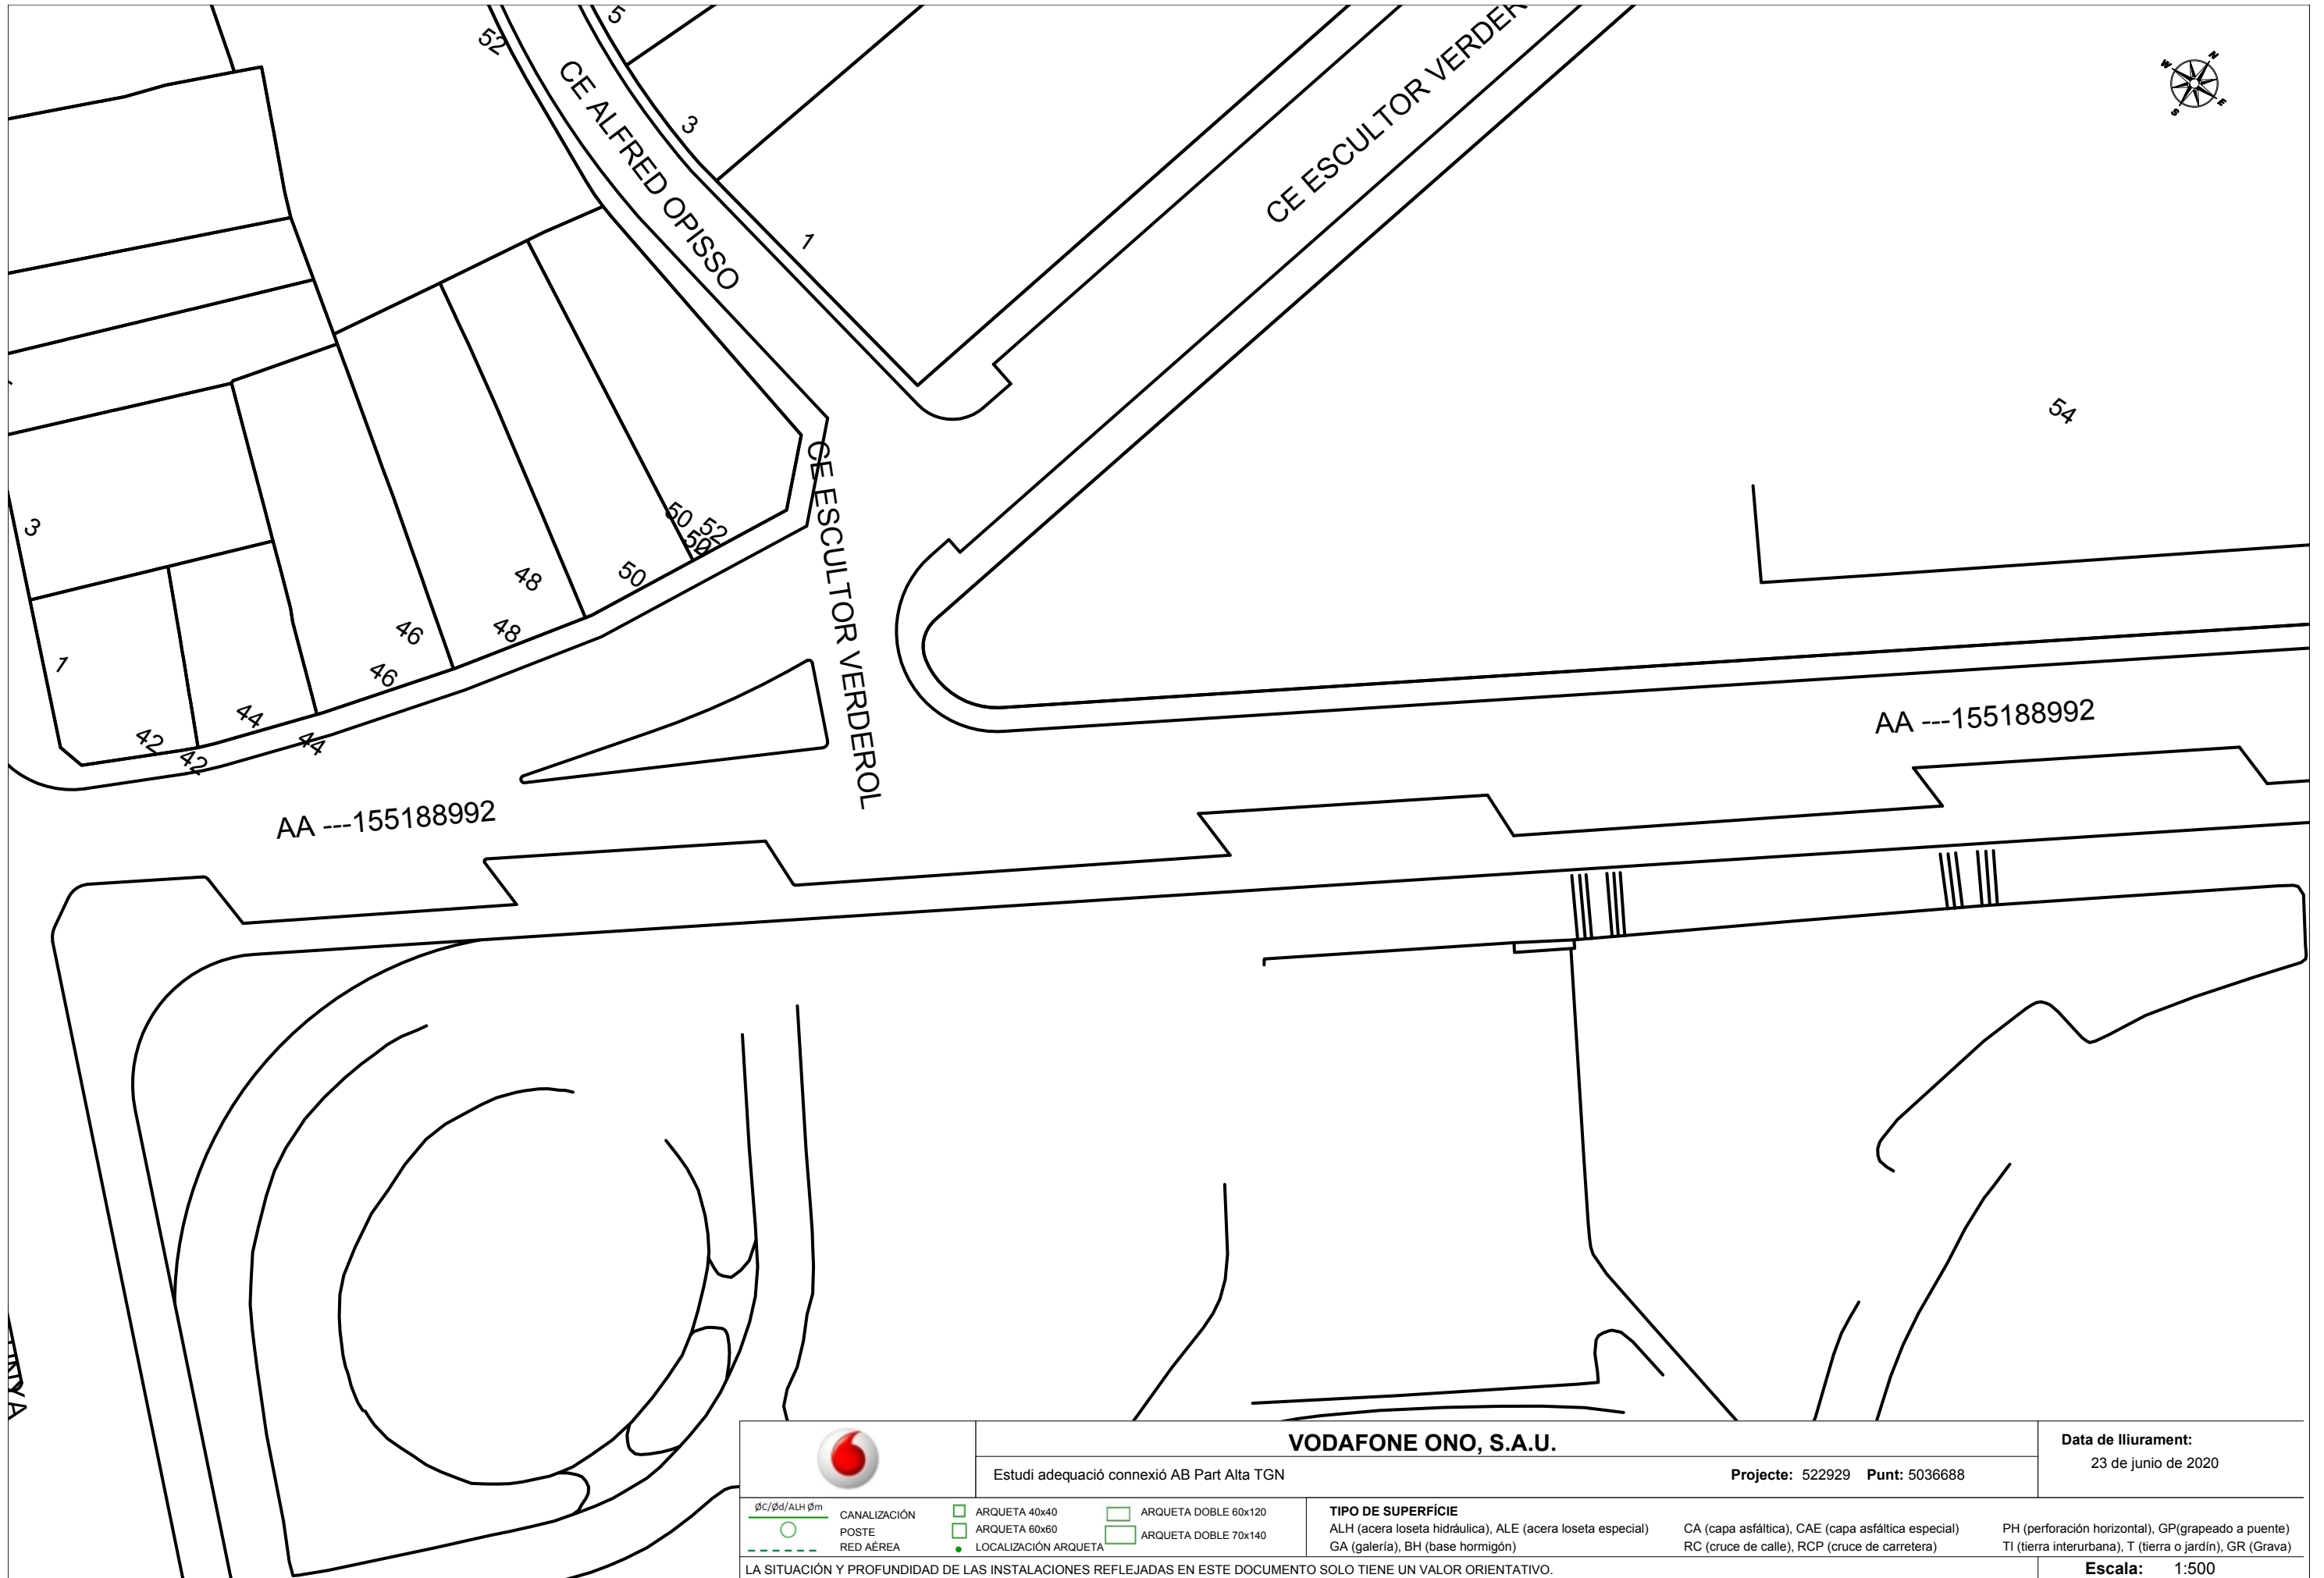 52
5
CE ALFRED OPISSO
3
1
CE ESCULTOR VERDER
N
W
E
S
54
CE ESCULTOR VERDEROL
3
50
52
50
50
48
48
46
46
1
44
44
42
42
AA ---155188992
AA ---155188992
VODAFONE ONO, S.A.U.
Estudi adequació connexió AB Part Alta TGN
Projecte: 522929 Punt: 5036688
Data de lliurament:
23 de junio de 2020
ØC/Ød/ALH Øm
CANALIZACIÓN
POSTE
RED AÉREA
ARQUETA 40x40
ARQUETA 60x60
LOCALIZACIÓN ARQUETA
ARQUETA DOBLE 60x120
ARQUETA DOBLE 70x140
TIPO DE SUPERFÍCIE
ALH (acera loseta hidráulica), ALE (acera loseta especial)
GA (galería), BH (base hormigón)
CA (capa asfáltica), CAE (capa asfáltica especial)
RC (cruce de calle), RCP (cruce de carretera)
PH (perforación horizontal), GP(grapeado a puente)
TI (tierra interurbana), T (tierra o jardín), GR (Grava)
LA SITUACIÓN Y PROFUNDIDAD DE LAS INSTALACIONES REFLEJADAS EN ESTE DOCUMENTO SOLO TIENE UN VALOR ORIENTATIVO.
Escala: 1:500